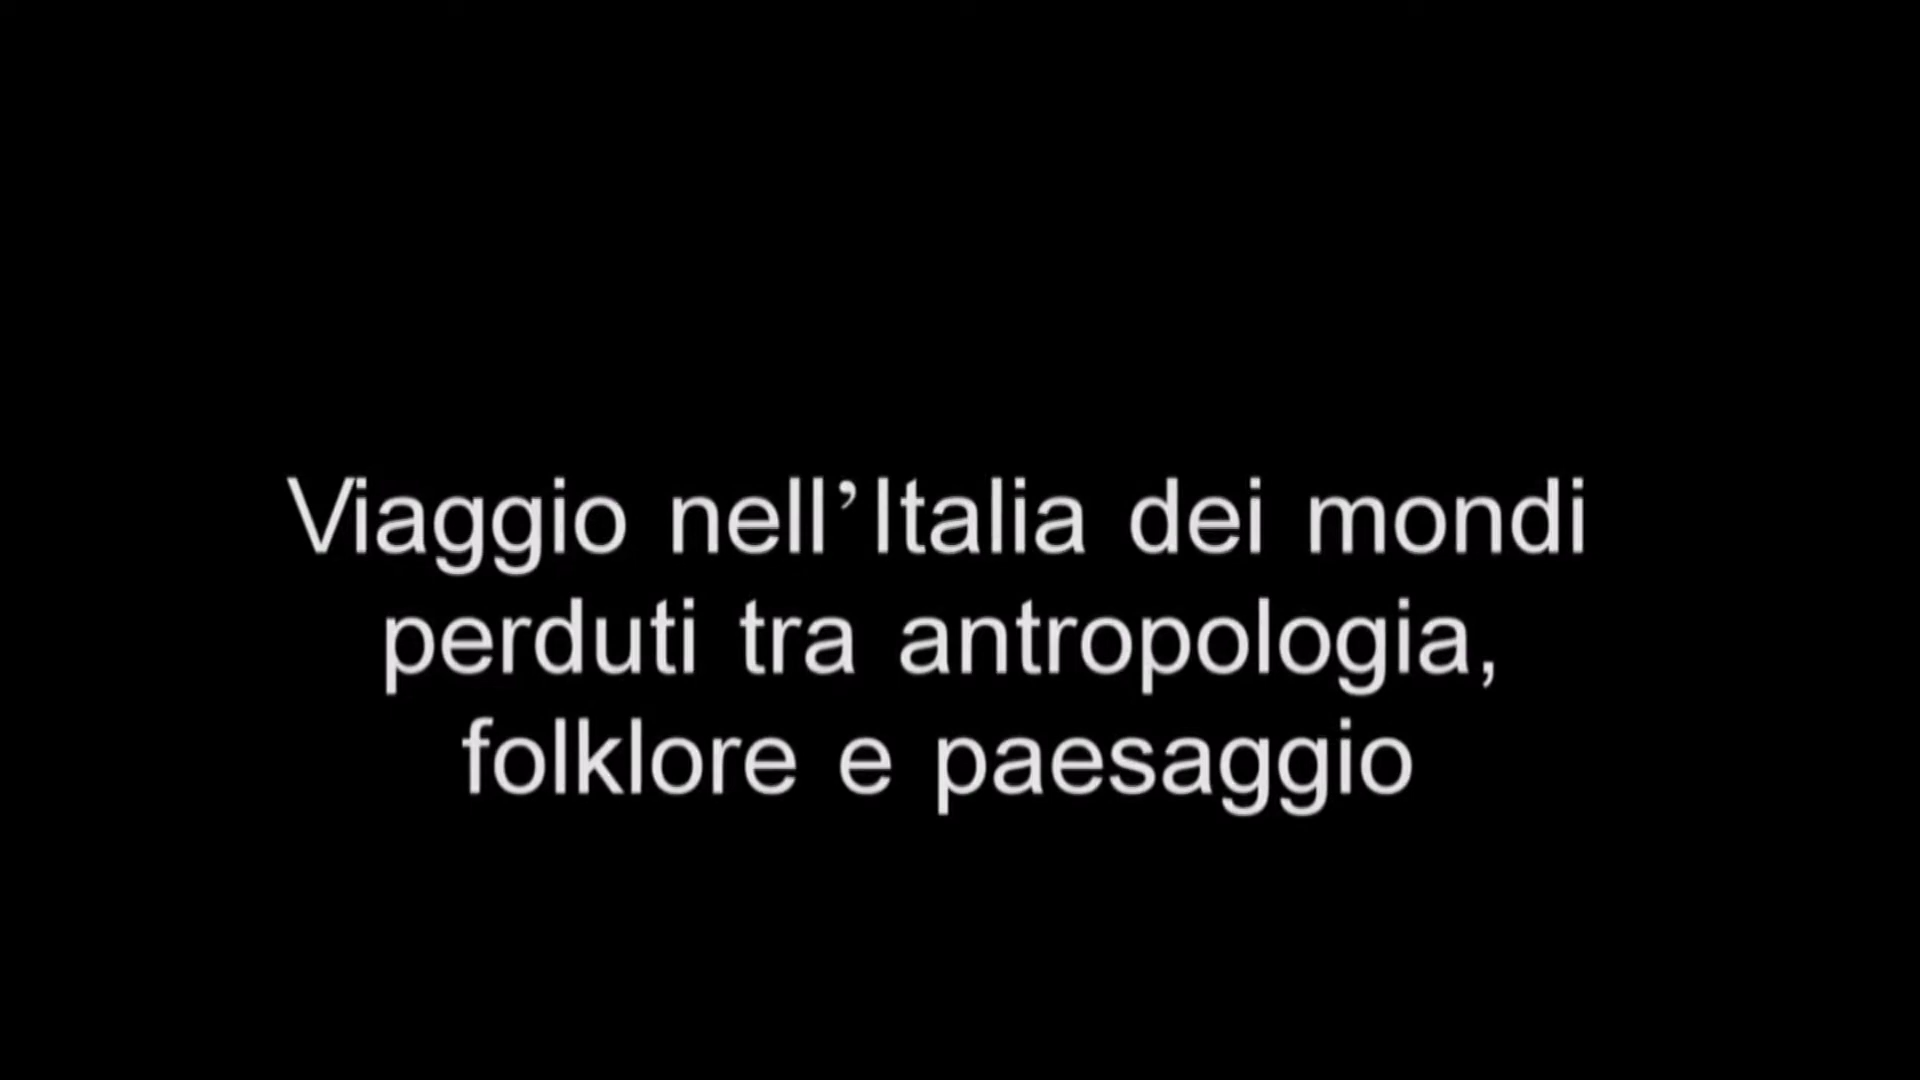 Viaggio nell’Italia dei mondi
perduti tra antropologia,
folklore e paesaggio